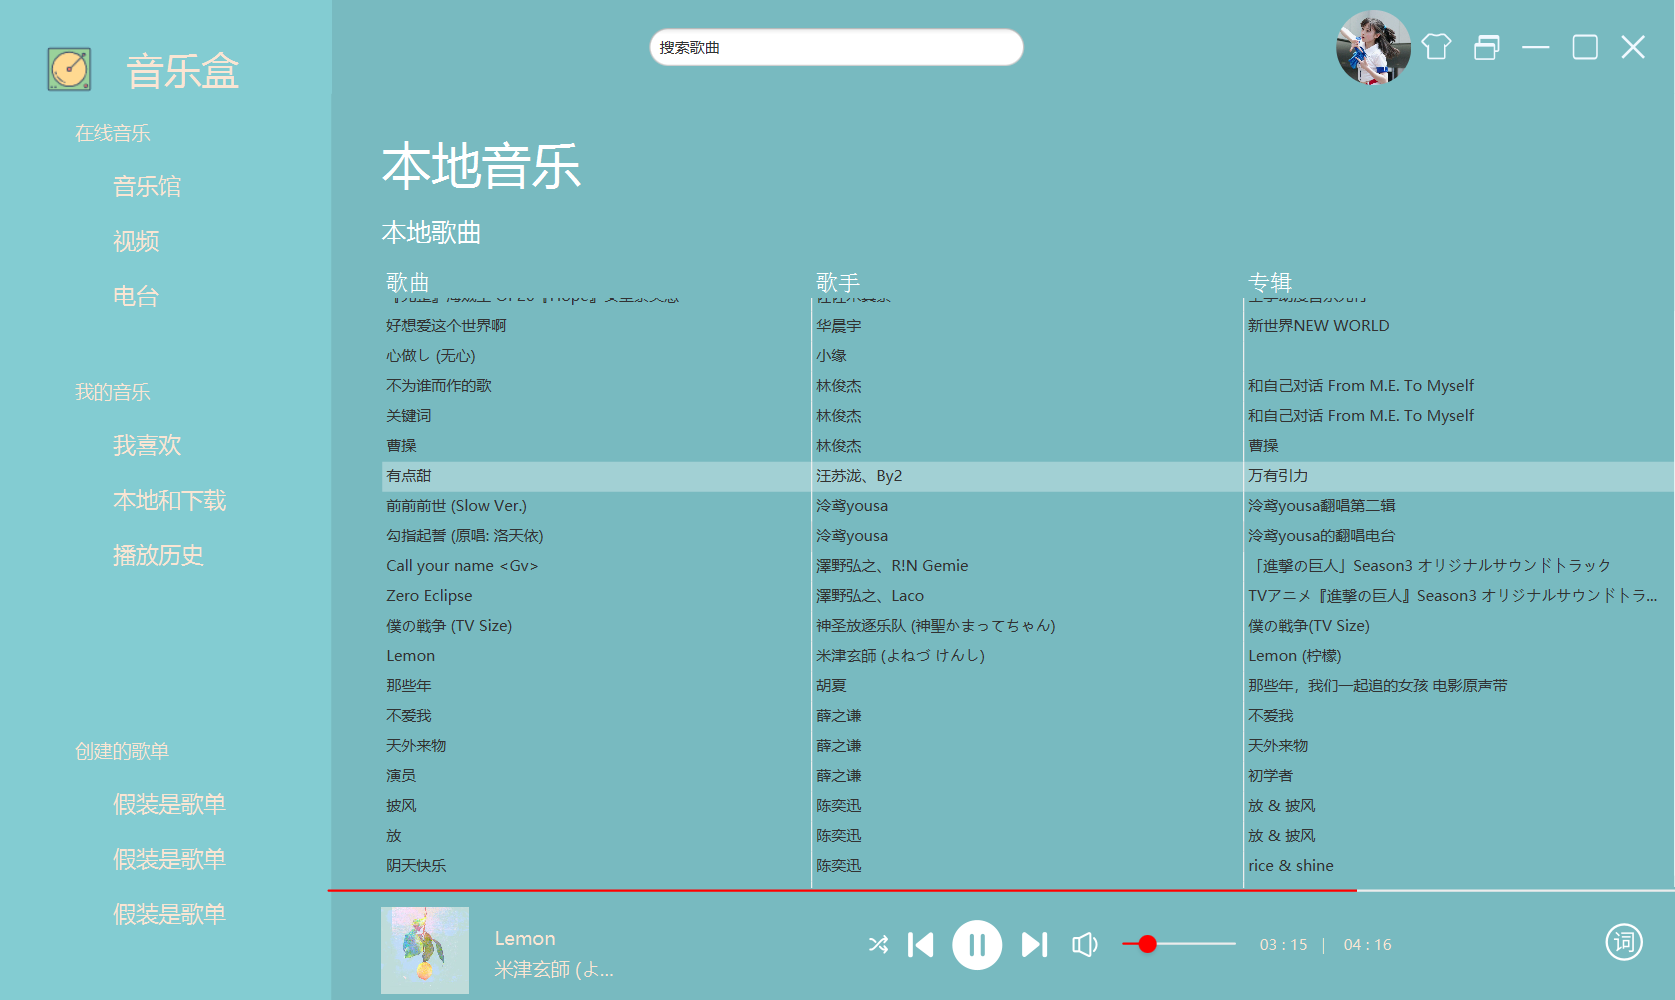 音乐盒
搜索歌曲
在线音乐
音乐馆
视频
电台
我的音乐
我喜欢
本地和下载
播放历史
创建的歌单
假装是歌单
假装是歌单
假装是歌单
本地音乐
本地歌曲
歌曲 歌手 专辑
好想爱这个世界啊 华晨宇 新世界NEW WORLD
心做し (无心) 小缘
不为谁而作的歌 林俊杰 和自己对话 From M.E. To Myself
关键词 林俊杰 和自己对话 From M.E. To Myself
曹操 林俊杰 曹操
有点甜 汪苏泷、By2 万有引力
前前前世 (Slow Ver.) 泠鸢yousa 泠鸢yousa翻唱第二辑
勾指起誓 (原唱: 洛天依) 泠鸢yousa 泠鸢yousa的翻唱电台
Call your name <Gv> 澤野弘之、R!N Gemie 「進撃の巨人」Season3 オリジナルサウンドトラック
Zero Eclipse 澤野弘之、Laco TVアニメ『進撃の巨人』Season3 オリジナルサウンドトラ...
僕の戦争 (TV Size) 神圣放逐乐队 (神聖かまってちゃん) 僕の戦争(TV Size)
Lemon 米津玄師 (よねづ けんし) Lemon (柠檬)
那些年 胡夏 那些年，我们一起追的女孩 电影原声带
不爱我 薛之谦 不爱我
天外来物 薛之谦 天外来物
演员 薛之谦 初学者
披风 陈奕迅 放 & 披风
放 陈奕迅 放 & 披风
阴天快乐 陈奕迅 rice & shine
Lemon
米津玄師 (よ...
03 : 15 | 04 : 16
词